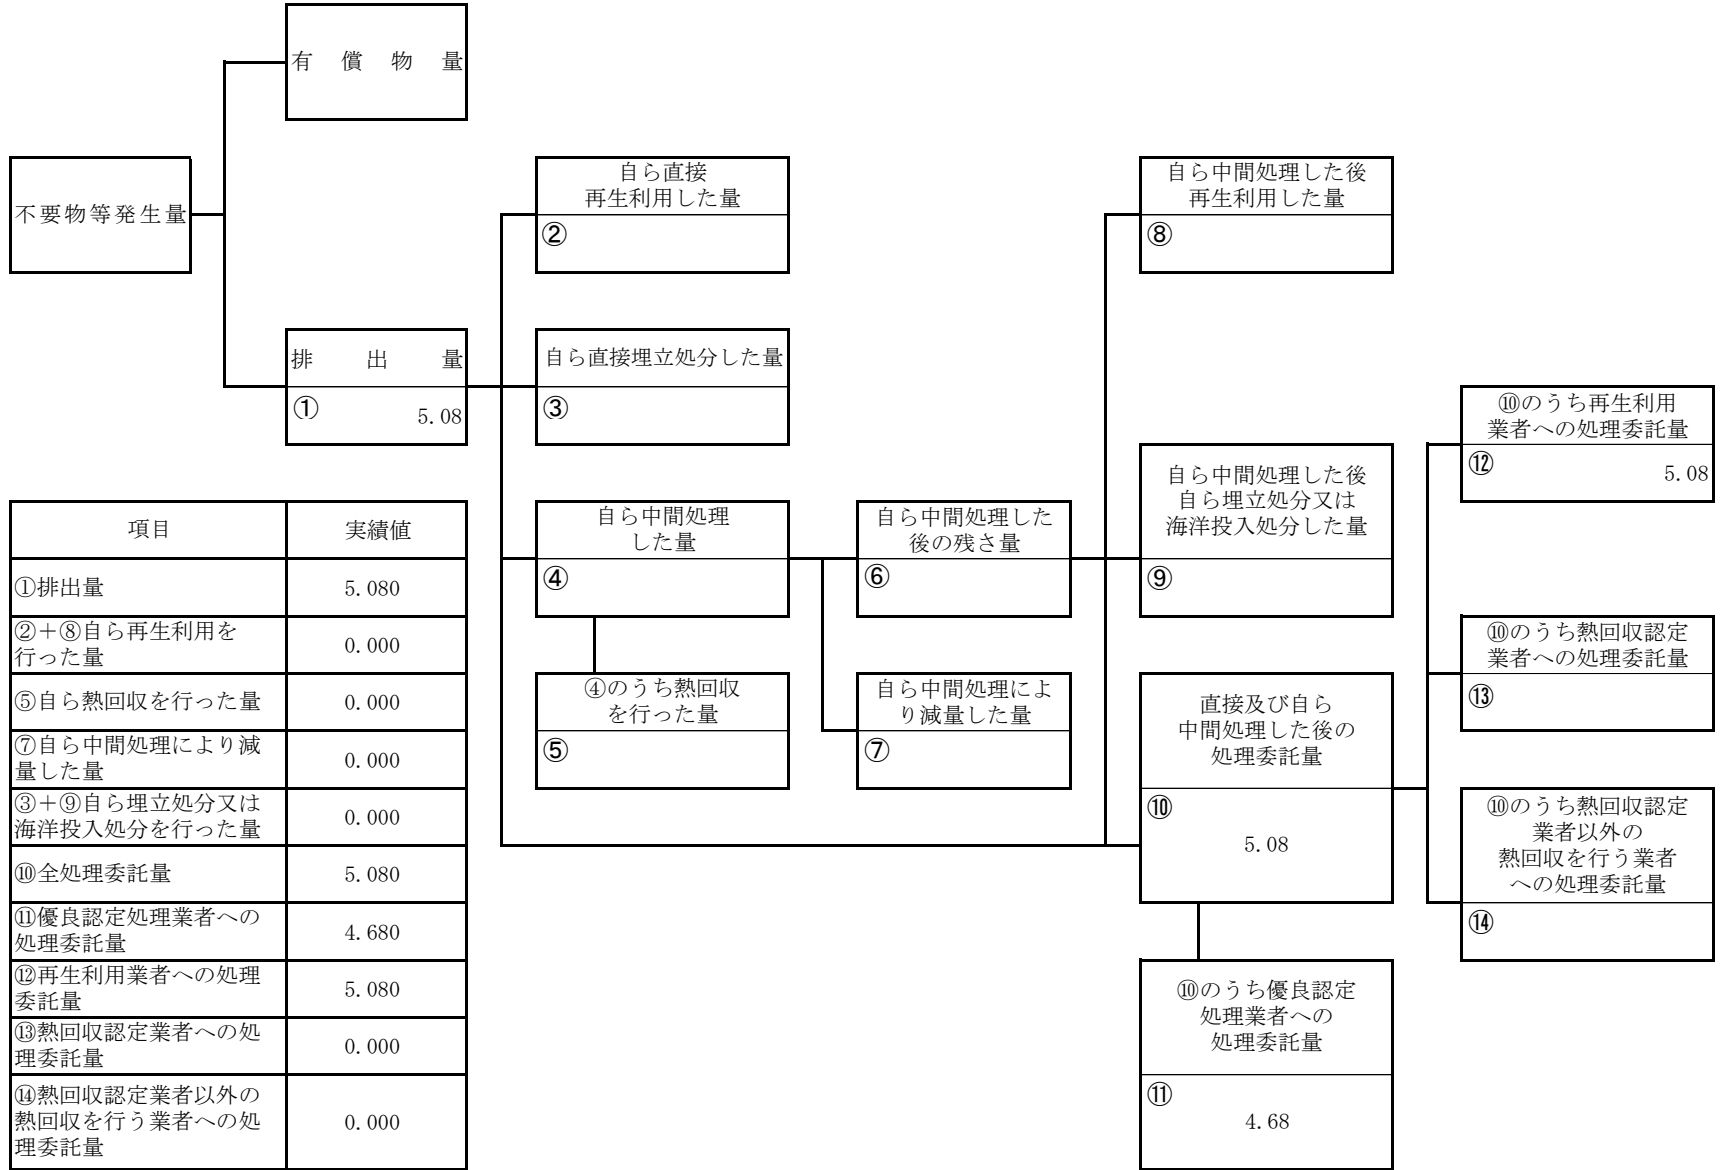 有償物量
不要物等発生量
自ら直接
再生利用した量
②
自ら中間処理した後
再生利用した量
⑧
排出量
① 5.08
自ら直接埋立処分した量
③
⑩のうち再生利用
業者への処理委託量
⑫ 5.08
自ら中間処理
した量
④
自ら中間処理した
後の残さ量
⑥
自ら中間処理した後
自ら埋立処分又は
海洋投入処分した量
⑨
④のうち熱回収
を行った量
⑤
自ら中間処理によ
り減量した量
⑦
直接及び自ら
中間処理した後の
処理委託量
⑩
5.08
⑩のうち熱回収認定
業者への処理委託量
⑬
⑩のうち熱回収認定
業者以外の
熱回収を行う業者
への処理委託量
⑭
⑩のうち優良認定
処理業者への
処理委託量
⑪
4.68
項目 実績値
①排出量 5.080
②＋⑧自ら再生利用を
行った量 0.000
⑤自ら熱回収を行った量 0.000
⑦自ら中間処理により減
量した量 0.000
③＋⑨自ら埋立処分又は
海洋投入処分を行った量 0.000
⑩全処理委託量 5.080
⑪優良認定処理業者への
処理委託量 4.680
⑫再生利用業者への処理
委託量 5.080
⑬熱回収認定業者への処
理委託量 0.000
⑭熱回収認定業者以外の
熱回収を行う業者への処 0.000
理委託量